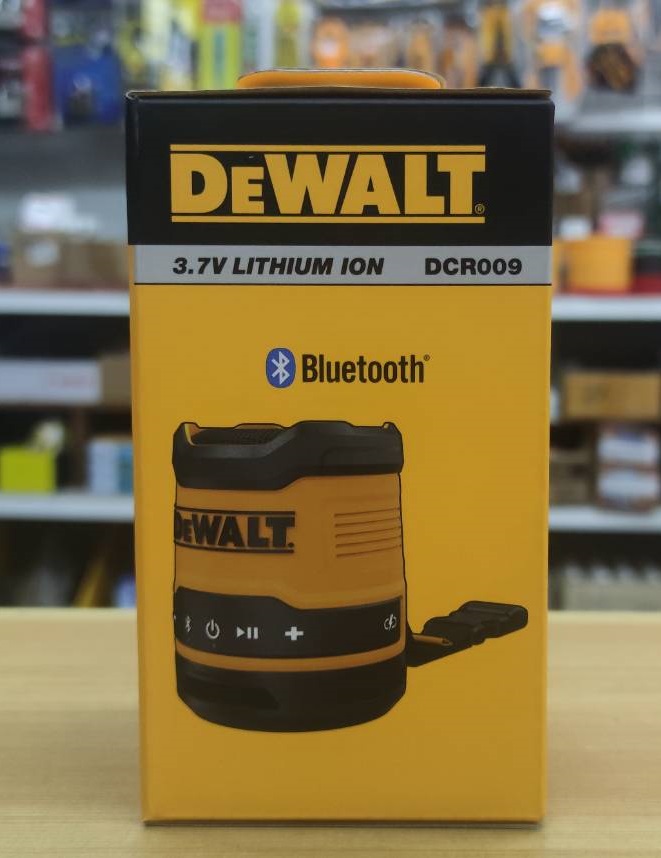 DEWALT®
3.7V LITHIUM ION DCR009
Bluetooth®
DEWALT